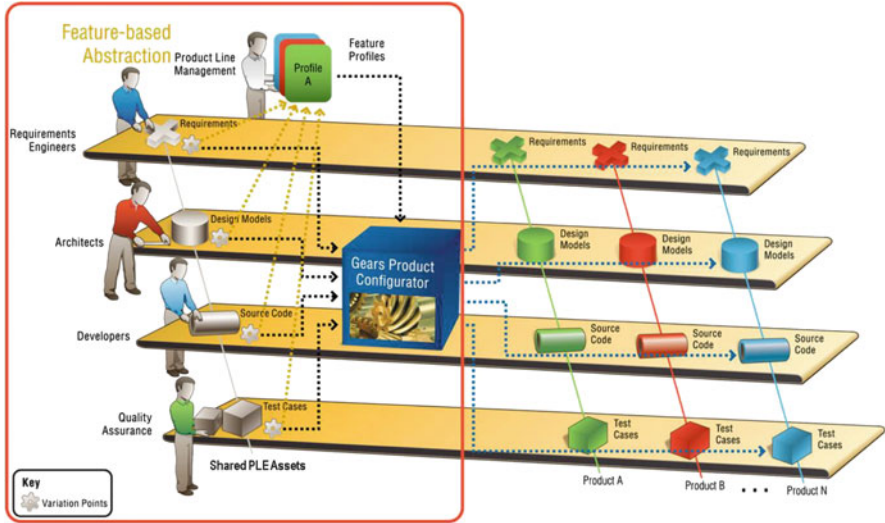 Feature-based
Abstraction
Product Line
Management
Profile
A
Feature
Profiles
Requirements
Engineers
Requirements
Requirements
Requirements
Requirements
Architects
Design Models
Gears Product
Configurator
Design
Models
Design
Models
Design
Models
Developers
Source Code
Source
Code
Source
Code
Source
Code
Quality
Assurance
Test Cases
Test
Cases
Test
Cases
Test
Cases
Shared PLE Assets
Product A
Product B
• • •
Product N
Key
Variation Points